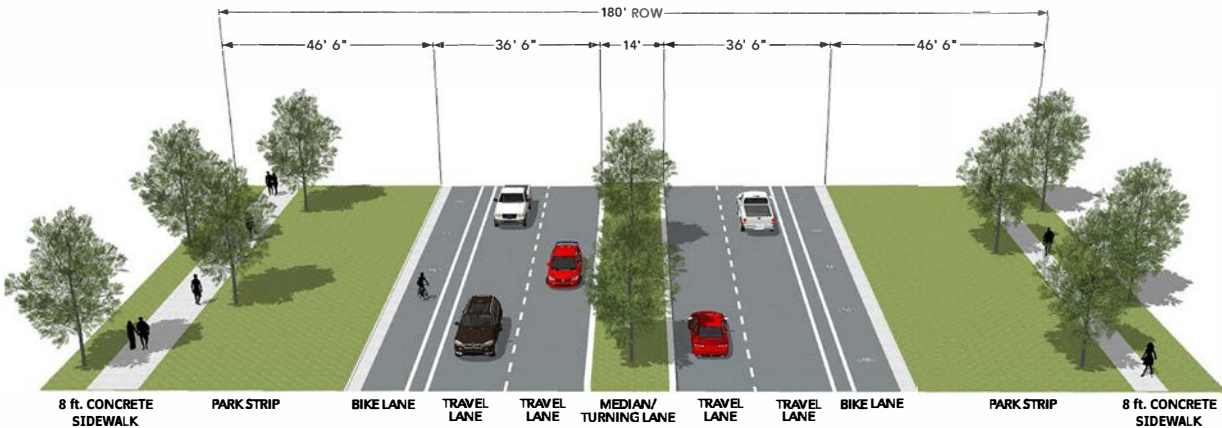 180' ROW
46' 6"
36' 6"
14'
36' 6"
46' 6"
8 ft. CONCRETE
SIDEWALK
PARK STRIP
BIKE LANE
TRAVEL
LANE
TRAVEL
LANE
MEDIAN/
TURNING LANE
TRAVEL
LANE
TRAVEL
LANE
BIKE LANE
PARK STRIP
8 ft. CONCRETE
SIDEWALK